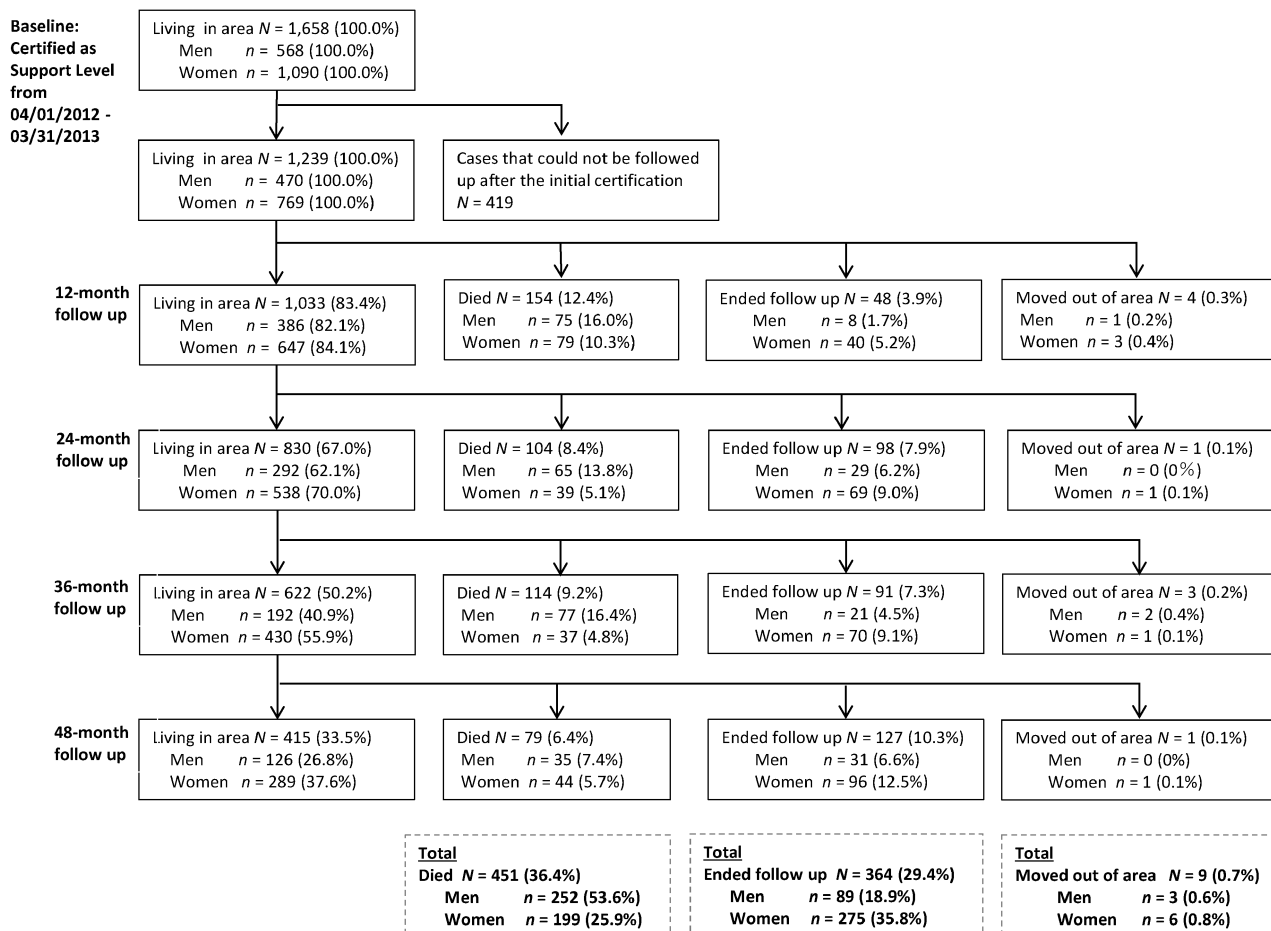 Baseline:
Certified as
Support Level
from
04/01/2012 -
03/31/2013
Living in area N = 1,658 (100.0%)
Men n = 568 (100.0%)
Women n = 1,090 (100.0%)
Living in area N = 1,239 (100.0%)
Men n = 470 (100.0%)
Women n = 769 (100.0%)
Cases that could not be followed
up after the initial certification
N = 419
12-month
follow up
Living in area N = 1,033 (83.4%)
Men n = 386 (82.1%)
Women n = 647 (84.1%)
Died N = 154 (12.4%)
Men n = 75 (16.0%)
Women n = 79 (10.3%)
Ended follow up N = 48 (3.9%)
Men n = 8 (1.7%)
Women n = 40 (5.2%)
Moved out of area N = 4 (0.3%)
Men n = 1 (0.2%)
Women n = 3 (0.4%)
24-month
follow up
Living in area N = 830 (67.0%)
Men n = 292 (62.1%)
Women n = 538 (70.0%)
Died N = 104 (8.4%)
Men n = 65 (13.8%)
Women n = 39 (5.1%)
Ended follow up N = 98 (7.9%)
Men n = 29 (6.2%)
Women n = 69 (9.0%)
Moved out of area N = 1 (0.1%)
Men n = 0 (0%)
Women n = 1 (0.1%)
36-month
follow up
Living in area N = 622 (50.2%)
Men n = 192 (40.9%)
Women n = 430 (55.9%)
Died N = 114 (9.2%)
Men n = 77 (16.4%)
Women n = 37 (4.8%)
Ended follow up N = 91 (7.3%)
Men n = 21 (4.5%)
Women n = 70 (9.1%)
Moved out of area N = 3 (0.2%)
Men n = 2 (0.4%)
Women n = 1 (0.1%)
48-month
follow up
Living in area N = 415 (33.5%)
Men n = 126 (26.8%)
Women n = 289 (37.6%)
Died N = 79 (6.4%)
Men n = 35 (7.4%)
Women n = 44 (5.7%)
Ended follow up N = 127 (10.3%)
Men n = 31 (6.6%)
Women n = 96 (12.5%)
Moved out of area N = 1 (0.1%)
Men n = 0 (0%)
Women n = 1 (0.1%)
Total
Died N = 451 (36.4%)
Men n = 252 (53.6%)
Women n = 199 (25.9%)
Total
Ended follow up N = 364 (29.4%)
Men n = 89 (18.9%)
Women n = 275 (35.8%)
Total
Moved out of area N = 9 (0.7%)
Men n = 3 (0.6%)
Women n = 6 (0.8%)